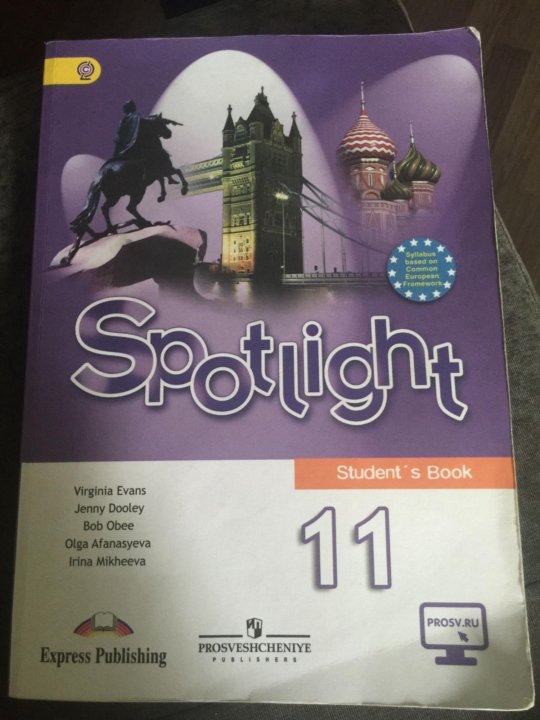 Syllabus
based on
Common
European
Framework
Spotlight
Student´s Book
Virginia Evans
Jenny Dooley
Bob Obee
Olga Afanasyeva
Irina Mikheeva
11
PROSV.RU
Express Publishing
PROSVESHCHENIYE
PUBLISHERS